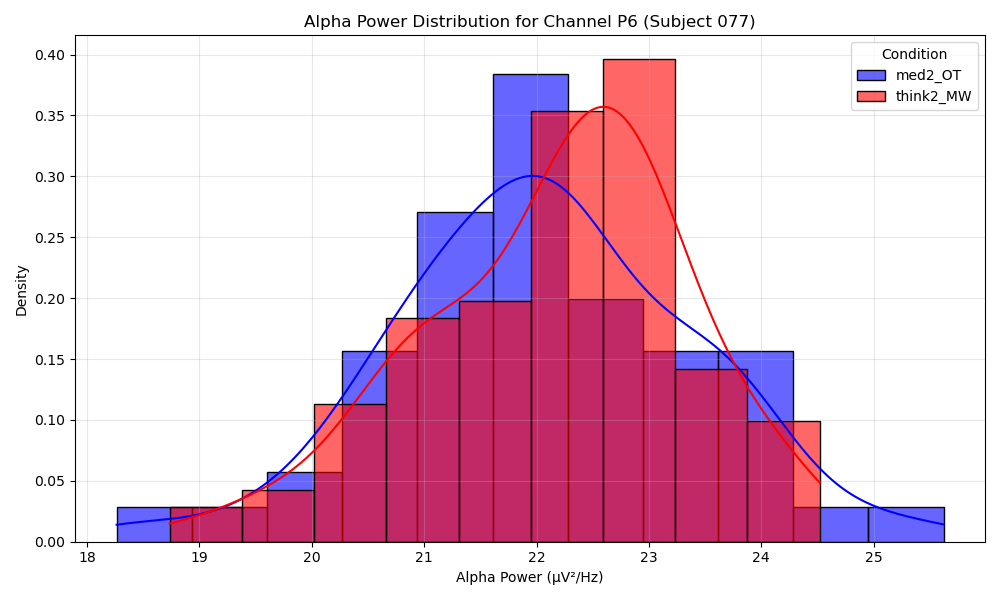 Alpha Power Distribution for Channel P6 (Subject 077)
Condition
med2_OT
think2_MW
Density
0.40
0.35
0.30
0.25
0.20
0.15
0.10
0.05
0.00
18 19 20 21 22 23 24 25
Alpha Power (μV²/Hz)